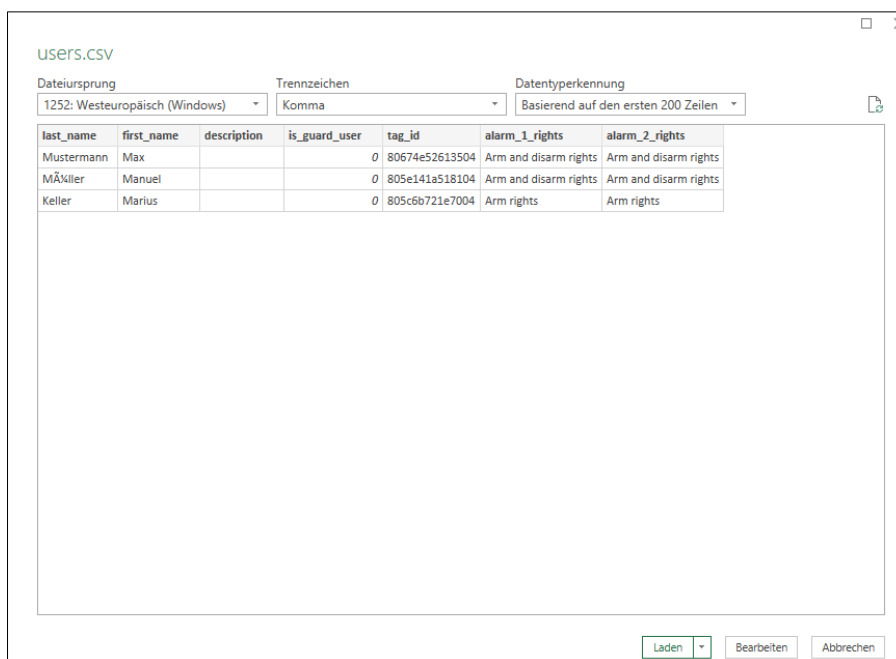 users.csv
Dateiursprung Trennzeichen Datentyperkennung
1252: Westeuropäisch (Windows) Komma Basierend auf den ersten 200 Zeilen
last_name first_name description is_guard_user tag_id alarm_1_rights alarm_2_rights
Mustermann Max 0 80674e52613504 Arm and disarm rights Arm and disarm rights
MÃ¼ller Manuel 0 805e141a518104 Arm and disarm rights Arm and disarm rights
Keller Marius 0 805c6b721e7004 Arm rights Arm rights
Laden Bearbeiten Abbrechen